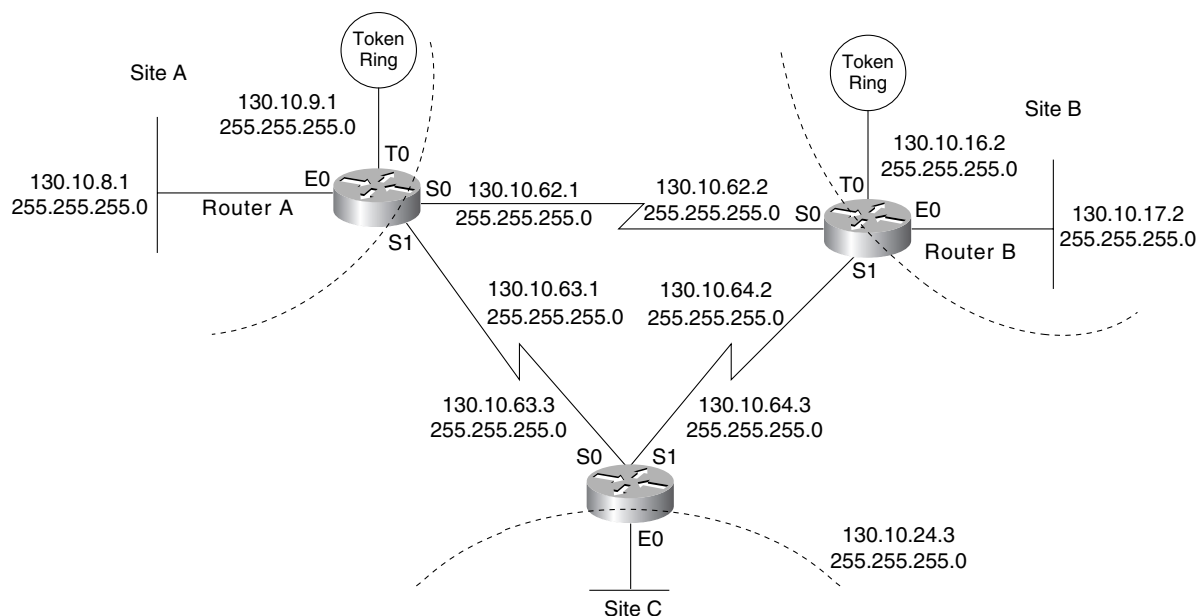 Token
Ring
Site A
130.10.9.1
255.255.255.0
T0
130.10.8.1
255.255.255.0
E0
Router A
S0
S1
130.10.62.1
255.255.255.0
130.10.62.2
255.255.255.0
Token
Ring
Site B
130.10.16.2
255.255.255.0
T0
S0
E0
Router B
S1
130.10.17.2
255.255.255.0
130.10.63.1
255.255.255.0
130.10.64.2
255.255.255.0
130.10.63.3
255.255.255.0
130.10.64.3
255.255.255.0
S0
S1
E0
130.10.24.3
255.255.255.0
Site C